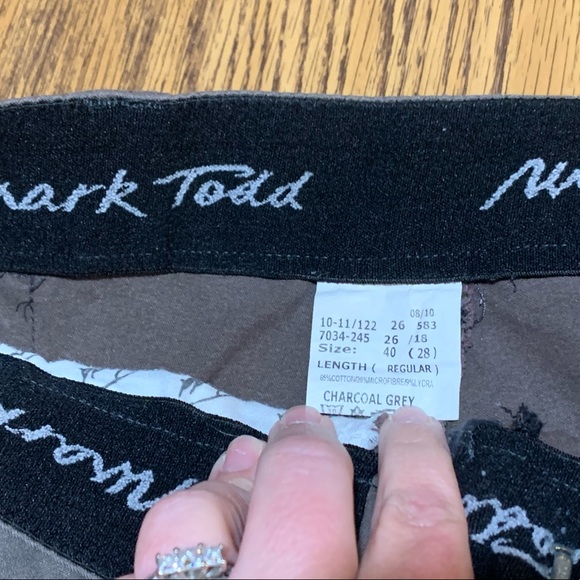 mark Todd
08/10
10-11/122 26 583
7034-245 26 /18
Size: 40 (28)
LENGTH ( REGULAR)
CHARCOAL GREY